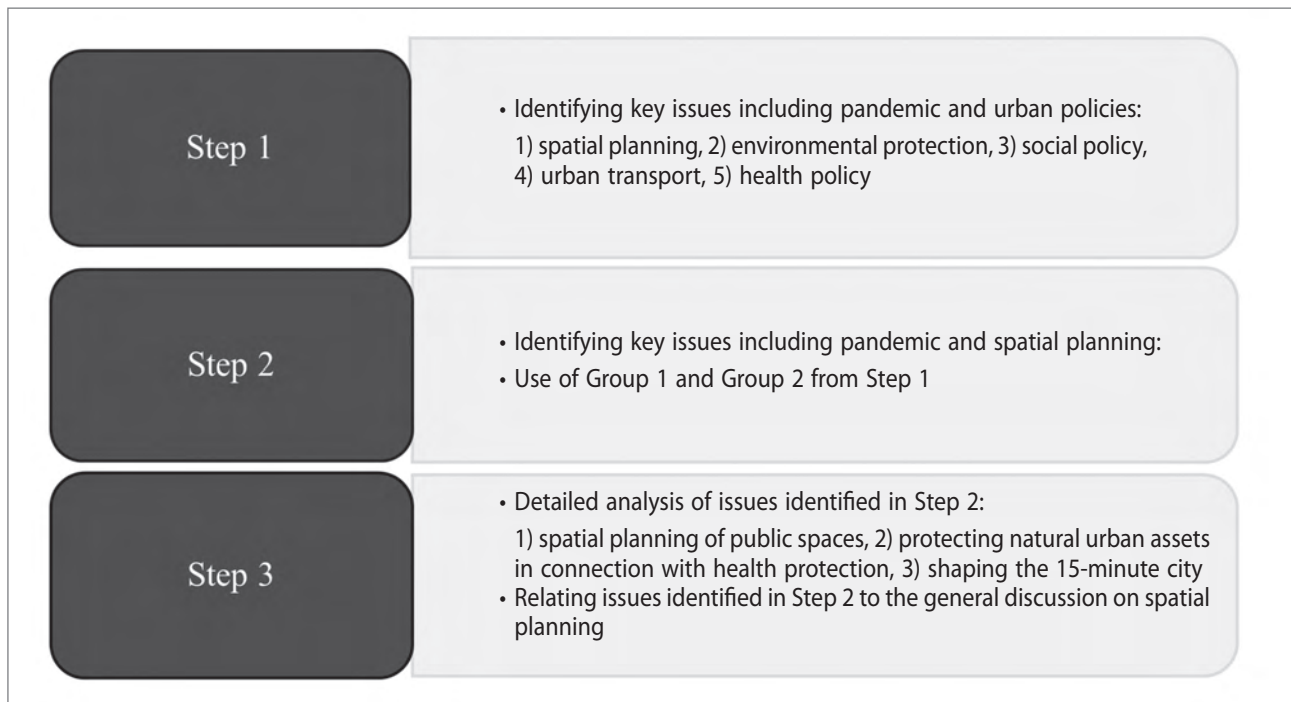 Step 1
• Identifying key issues including pandemic and urban policies:
1) spatial planning, 2) environmental protection, 3) social policy,
4) urban transport, 5) health policy
Step 2
• Identifying key issues including pandemic and spatial planning:
• Use of Group 1 and Group 2 from Step 1
Step 3
• Detailed analysis of issues identified in Step 2:
1) spatial planning of public spaces, 2) protecting natural urban assets
in connection with health protection, 3) shaping the 15-minute city
• Relating issues identified in Step 2 to the general discussion on spatial
planning